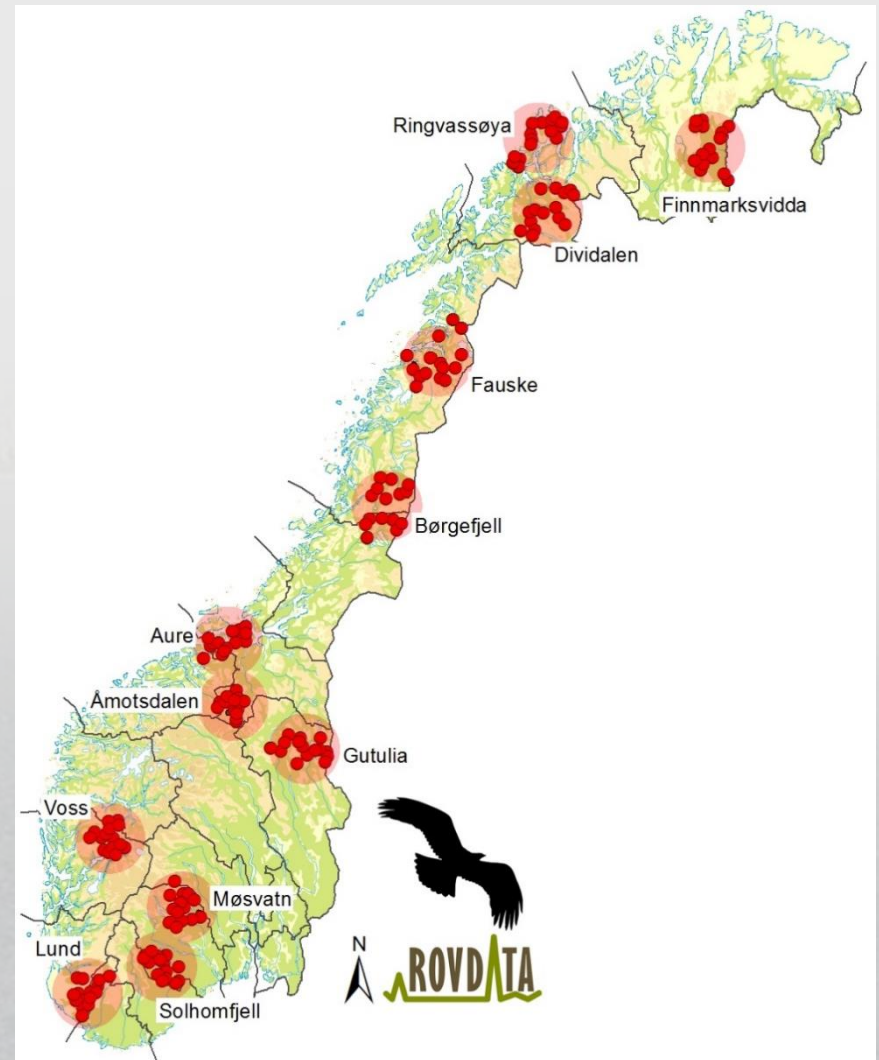 Ringvassøya
Finnmarksvidda
Dividalen
Fauske
Børgefjell
Aure
Åmotsdalen
Gutulia
Voss
Møsvatn
Lund
Solhomfjell
N
ROVDATA